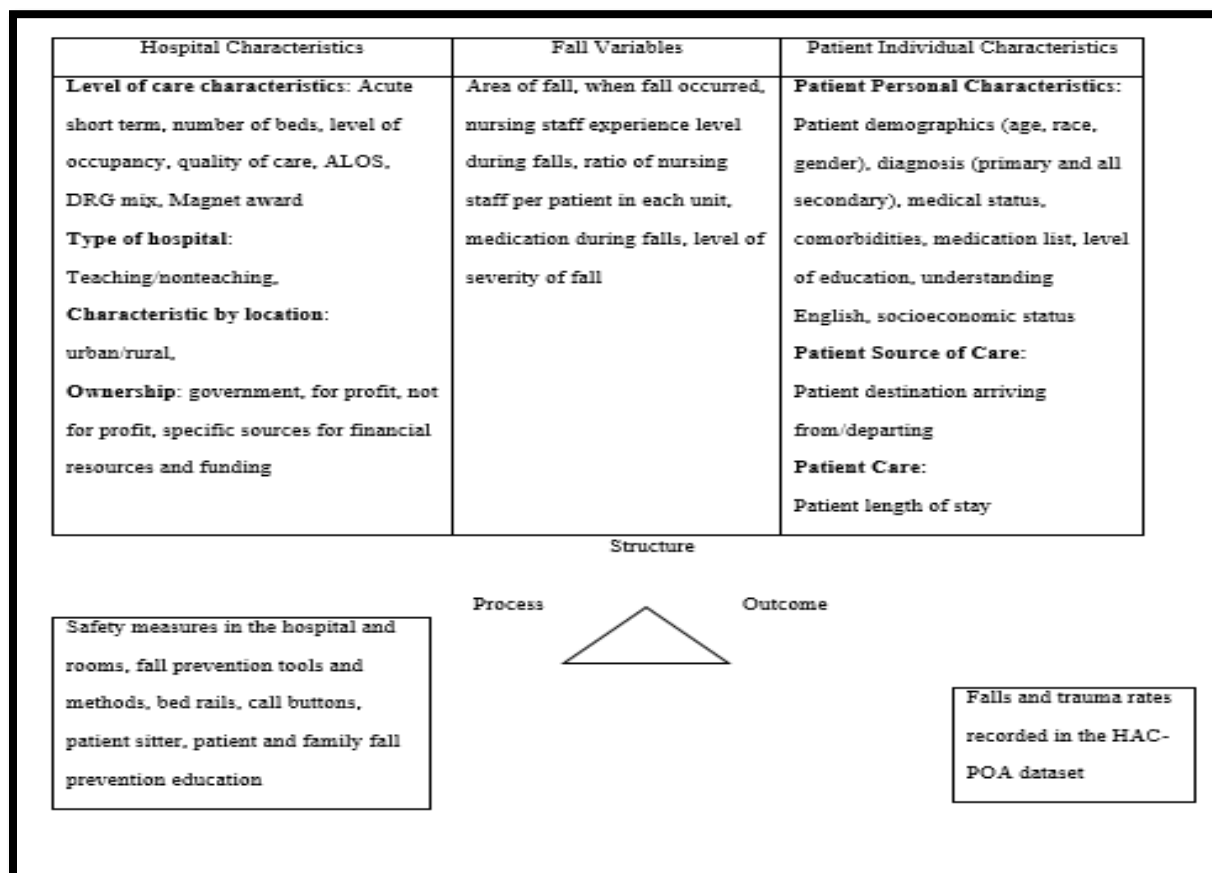 Hospital Characteristics
Fall Variables
Patient Individual Characteristics
Level of care characteristics: Acute
short term, number of beds, level of
occupancy, quality of care, ALOS,
DRG mix, Magnet award
Type of hospital:
Teaching/nonteaching,
Characteristic by location:
urban/rural,
Ownership: government, for profit, not
for profit, specific sources for financial
resources and funding
Area of fall, when fall occurred,
nursing staff experience level
during falls, ratio of nursing
staff per patient in each unit,
medication during falls, level of
severity of fall
Patient Personal Characteristics:
Patient demographics (age, race,
gender), diagnosis (primary and all
secondary), medical status,
comorbidities, medication list, level
of education, understanding
English, socioeconomic status
Patient Source of Care:
Patient destination arriving
from/departing
Patient Care:
Patient length of stay
Structure
Process
Outcome
Safety measures in the hospital and
rooms, fall prevention tools and
methods, bed rails, call buttons,
patient sitter, patient and family fall
prevention education
Falls and trauma rates
recorded in the HAC-
POA dataset